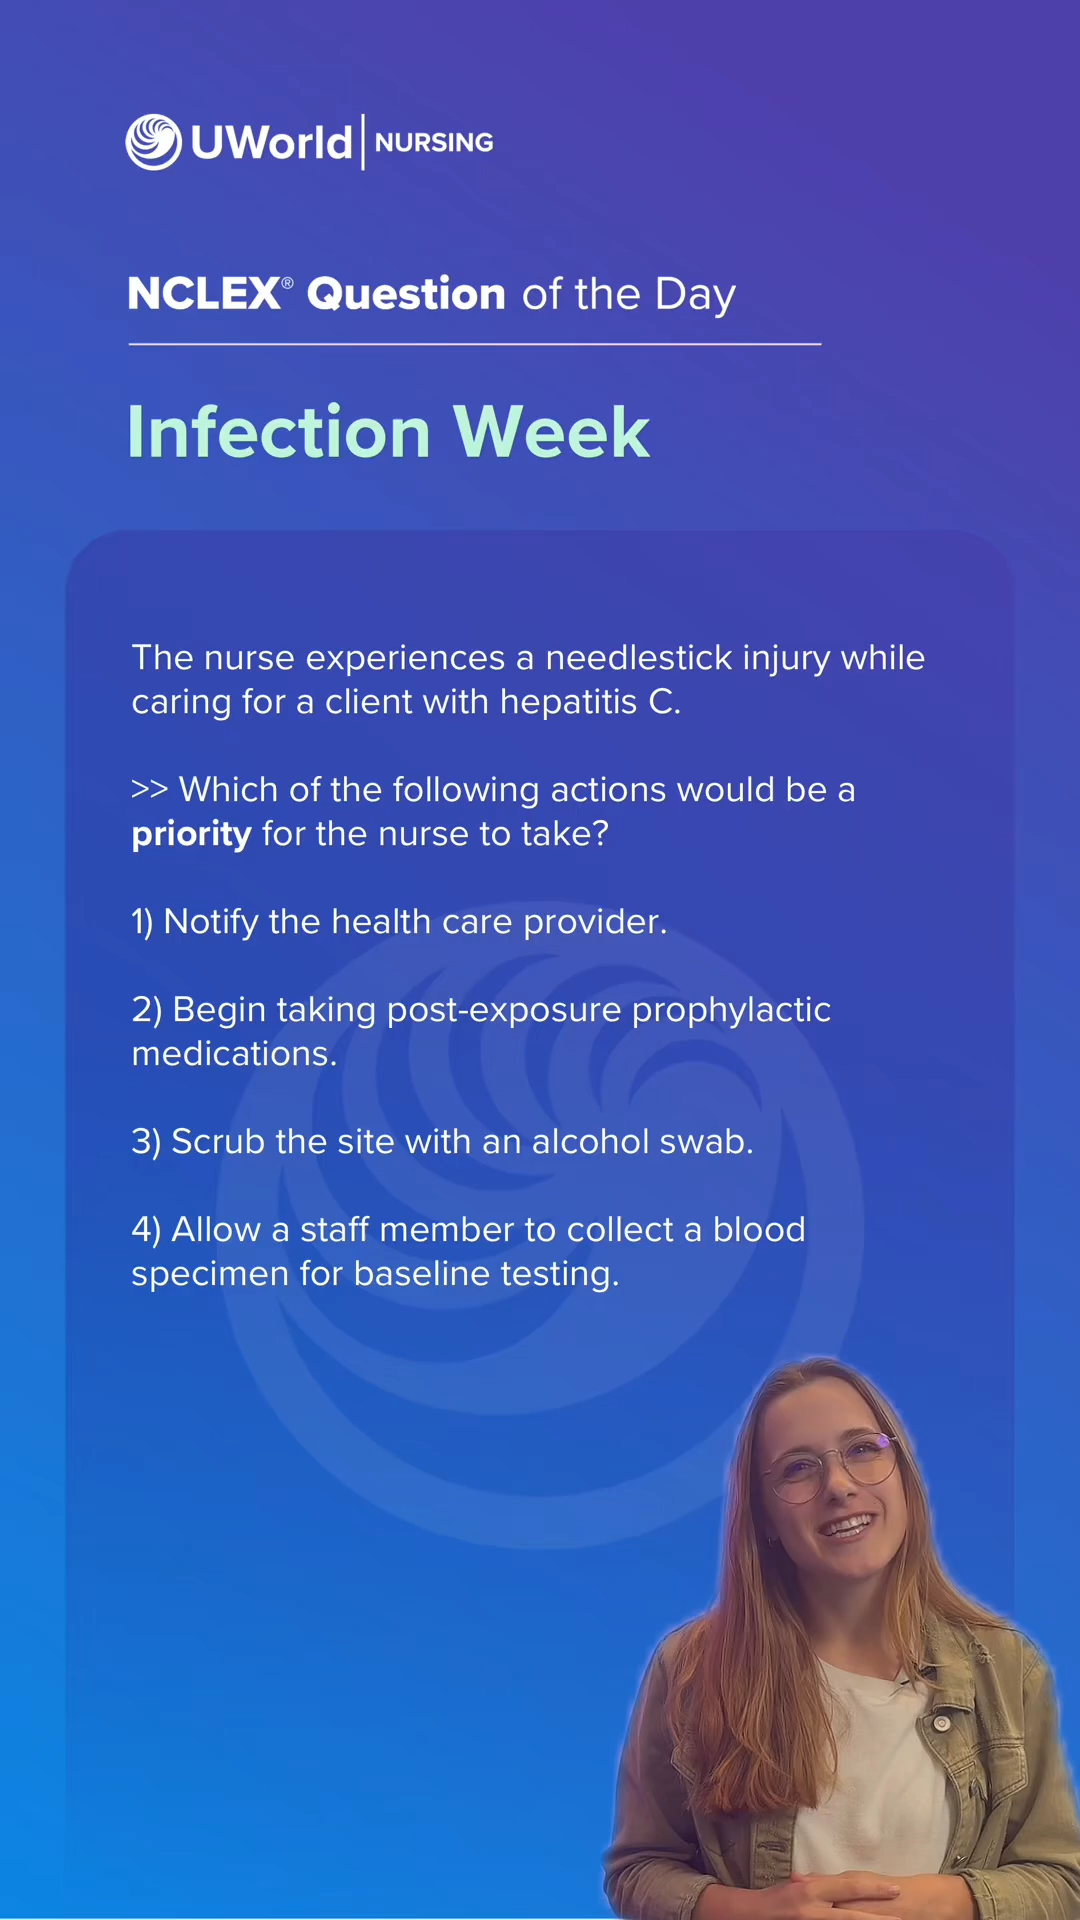 UWorld | NURSING
NCLEX® Question of the Day
Infection Week
The nurse experiences a needlestick injury while
caring for a client with hepatitis C.
>> Which of the following actions would be a
priority for the nurse to take?
1) Notify the health care provider.
2) Begin taking post-exposure prophylactic
medications.
3) Scrub the site with an alcohol swab.
4) Allow a staff member to collect a blood
specimen for baseline testing.